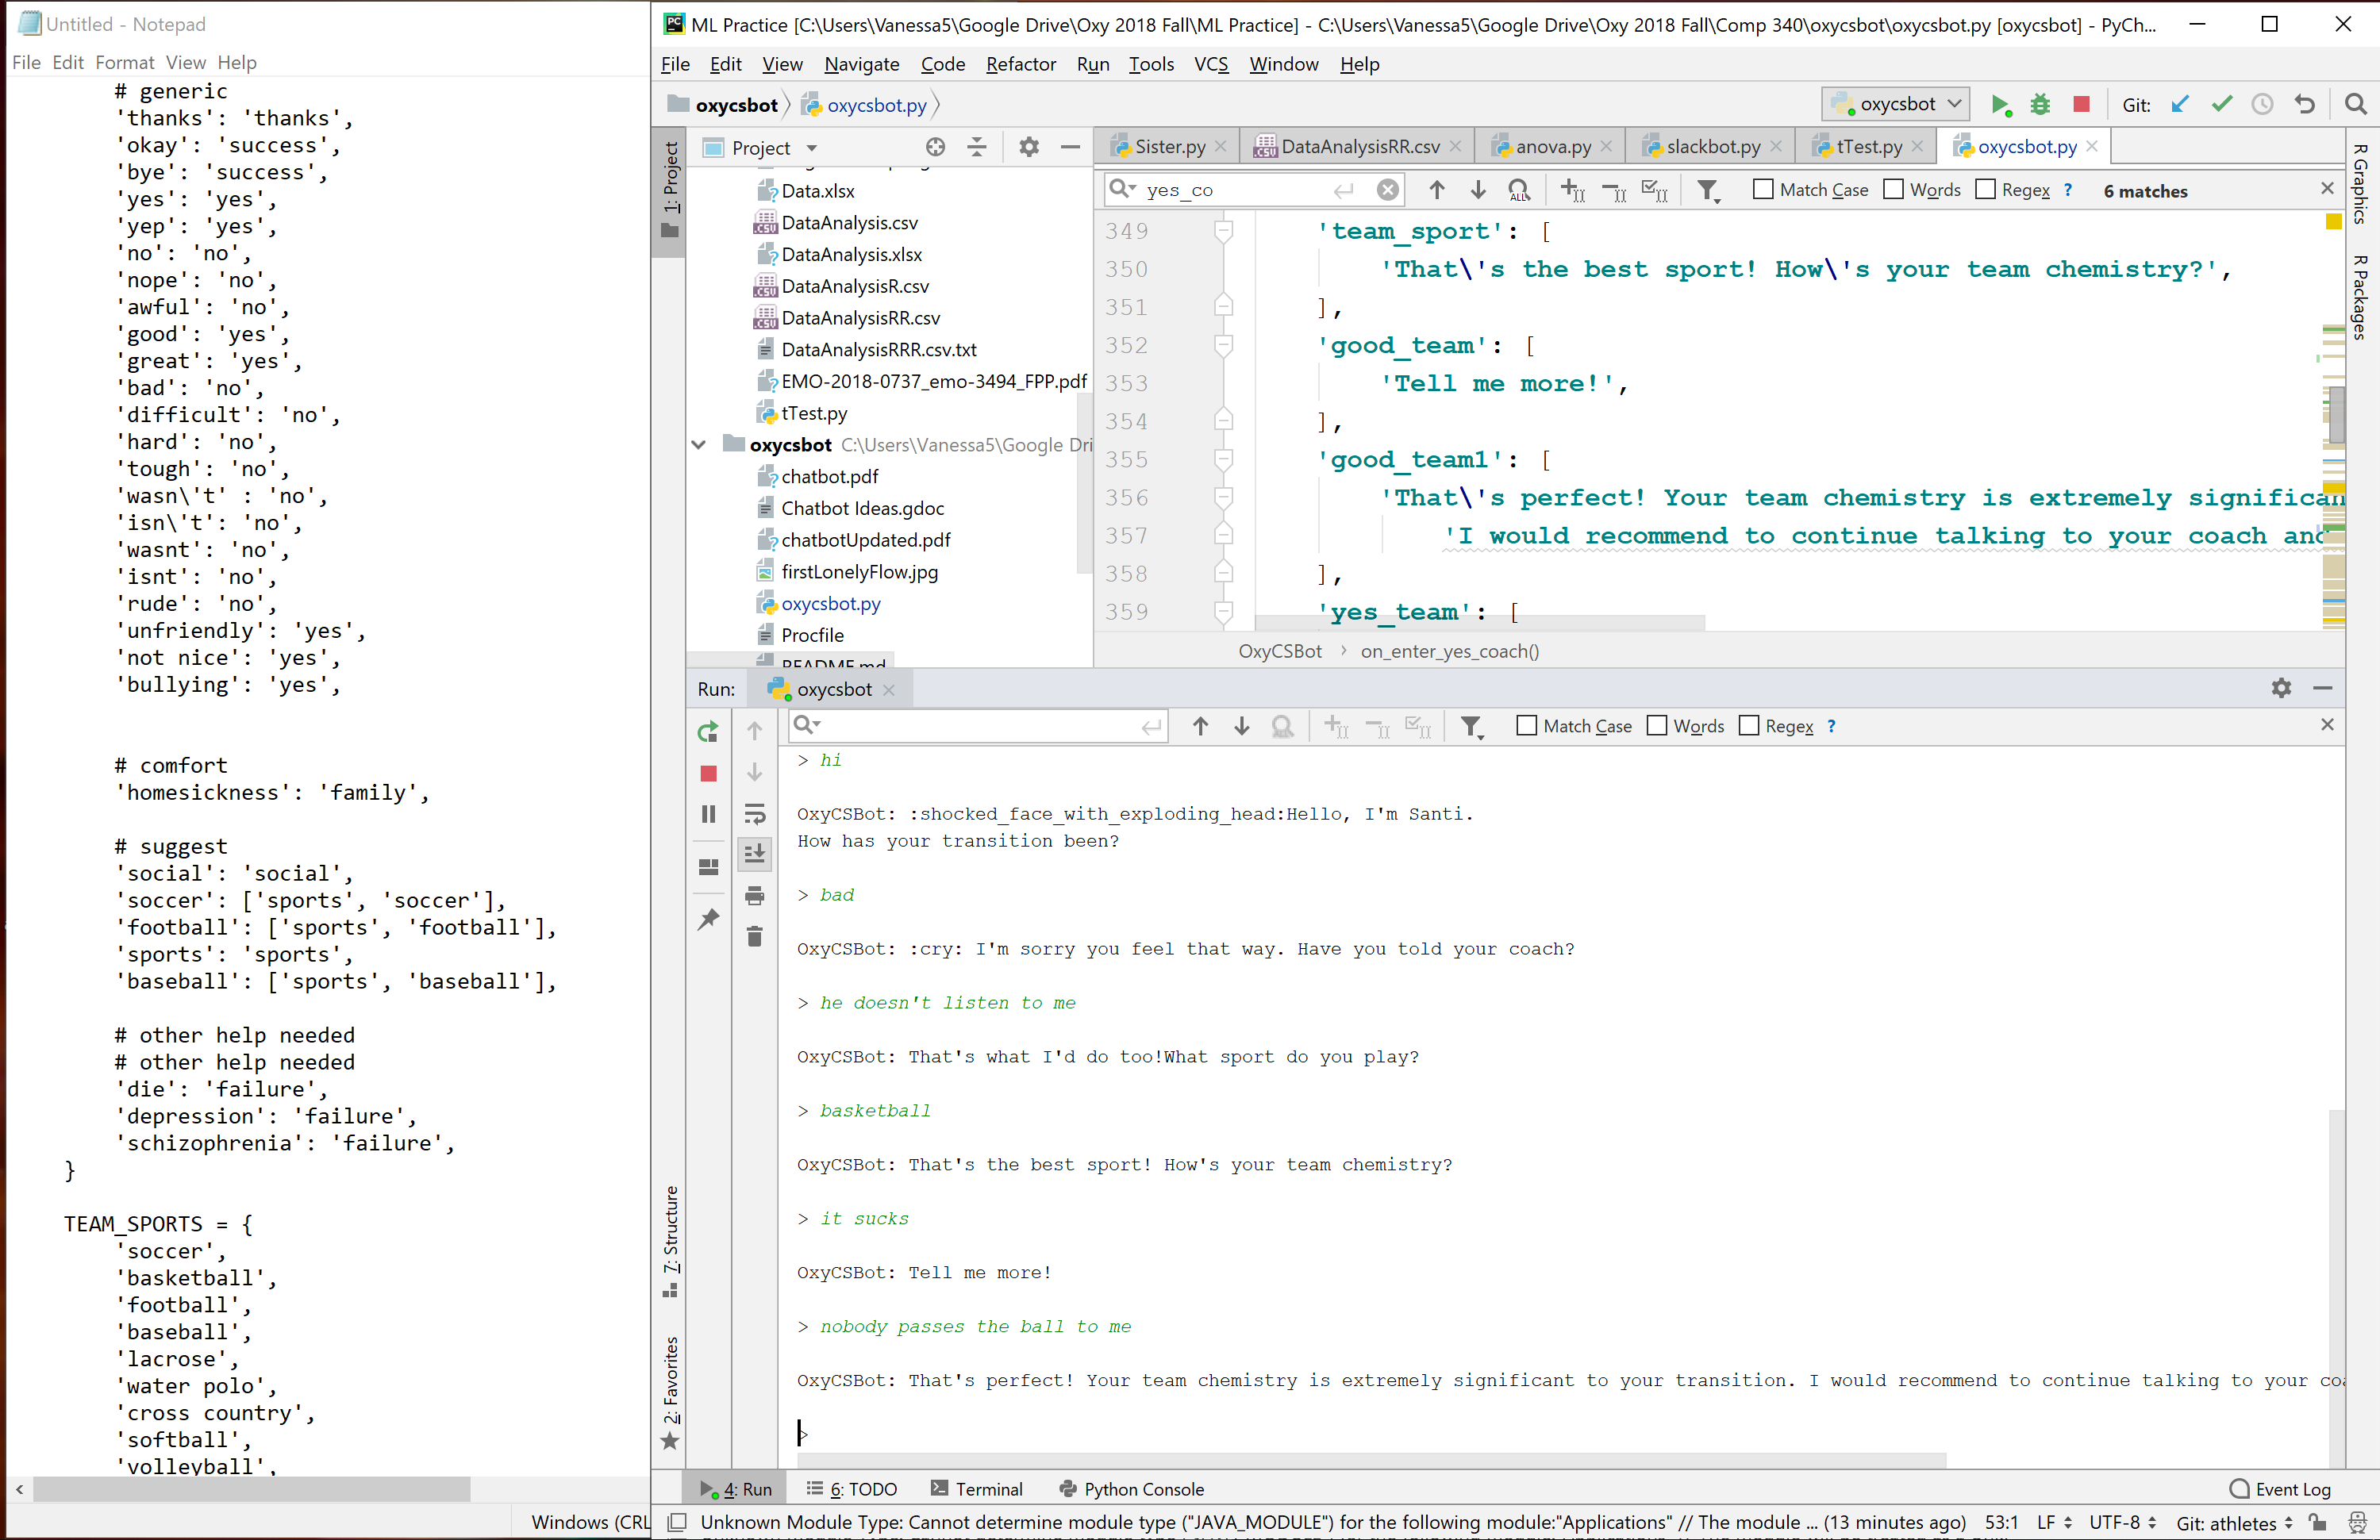 Untitled - Notepad
File Edit Format View Help
# generic
'thanks': 'thanks',
'okay': 'success',
'bye': 'success',
'yes': 'yes',
'yep': 'yes',
'no': 'no',
'nope': 'no',
'awful': 'no',
'good': 'yes',
'great': 'yes',
'bad': 'no',
'difficult': 'no',
'hard': 'no',
'tough': 'no',
'wasn\'t' : 'no',
'isn\'t': 'no',
'wasnt': 'no',
'isnt': 'no',
'rude': 'no',
'unfriendly': 'yes',
'not nice': 'yes',
'bullying': 'yes',
# comfort
'homesickness': 'family',
# suggest
'social': 'social',
'soccer': ['sports', 'soccer'],
'football': ['sports', 'football'],
'sports': 'sports',
'baseball': ['sports', 'baseball'],
# other help needed
# other help needed
'die': 'failure',
'depression': 'failure',
'schizophrenia': 'failure',
}
TEAM_SPORTS = {
'soccer',
'basketball',
'football',
'baseball',
'lacrose',
'water polo',
'cross country',
'softball',
'volleyball',
Windows (CRL
ML Practice [C:\Users\Vanessa5\Google Drive\Oxy 2018 Fall\ML Practice] - C:\Users\Vanessa5\Google Drive\Oxy 2018 Fall\Comp 340\oxycsbot\oxycsbot.py [oxycsbot] - PyCh...
File Edit View Navigate Code Refactor Run Tools VCS Window Help
oxycsbot oxycsbot.py
oxycsbot Git:
1: Project
Project
Data.xlsx
DataAnalysis.csv
DataAnalysis.xlsx
DataAnalysisR.csv
DataAnalysisRR.csv
DataAnalysisRRR.csv.txt
EMO-2018-0737_emo-3494_FPP.pdf
tTest.py
oxycsbot C:\Users\Vanessa5\Google Dri
chatbot.pdf
Chatbot Ideas.gdoc
chatbotUpdated.pdf
firstLonelyFlow.jpg
oxycsbot.py
Procfile
README.md
Sister.py DataAnalysisRR.csv anova.py slackbot.py tTest.py oxycsbot.py
yes_co Match Case Words Regex ? 6 matches
349 'team_sport': [
350 'That\'s the best sport! How\'s your team chemistry?',
351 ],
352 'good_team': [
353 'Tell me more!',
354 ],
355 'good_team1': [
356 'That\'s perfect! Your team chemistry is extremely significan
357 'I would recommend to continue talking to your coach and
358 ],
359 'yes_team': [
OxyCSBot › on_enter_yes_coach()
R Graphics
R Packages
Run: oxycsbot
Match Case Words Regex ?
> hi
OxyCSBot: :shocked_face_with_exploding_head:Hello, I'm Santi.
How has your transition been?
> bad
OxyCSBot: :cry: I'm sorry you feel that way. Have you told your coach?
> he doesn't listen to me
OxyCSBot: That's what I'd do too!What sport do you play?
> basketball
OxyCSBot: That's the best sport! How's your team chemistry?
> it sucks
OxyCSBot: Tell me more!
> nobody passes the ball to me
OxyCSBot: That's perfect! Your team chemistry is extremely significant to your transition. I would recommend to continue talking to your coa
>
7: Structure
2: Favorites
4: Run 6: TODO Terminal Python Console Event Log
Unknown Module Type: Cannot determine module type ("JAVA_MODULE") for the following module:"Applications" // The module ... (13 minutes ago) 53:1 LF UTF-8 Git: athletes